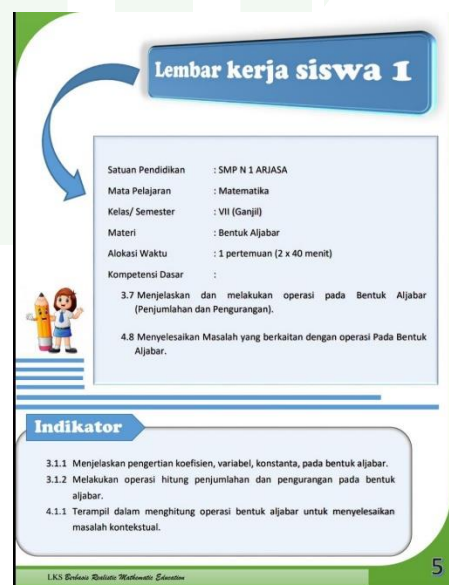 Lembar kerja siswa 1
Satuan Pendidikan : SMP N 1 ARJASA
Mata Pelajaran : Matematika
Kelas/ Semester : VII (Ganjil)
Materi : Bentuk Aljabar
Alokasi Waktu : 1 pertemuan (2 x 40 menit)
Kompetensi Dasar :
3.7 Menjelaskan dan melakukan operasi pada Bentuk Aljabar
(Penjumlahan dan Pengurangan).
4.8 Menyelesaikan Masalah yang berkaitan dengan operasi Pada Bentuk
Aljabar.
Indikator
3.1.1 Menjelaskan pengertian koefisien, variabel, konstanta, pada bentuk aljabar.
3.1.2 Melakukan operasi hitung penjumlahan dan pengurangan pada bentuk
aljabar.
4.1.1 Terampil dalam menghitung operasi bentuk aljabar untuk menyelesaikan
masalah kontekstual.
LKS Berbasis Realistic Mathematic Education
5